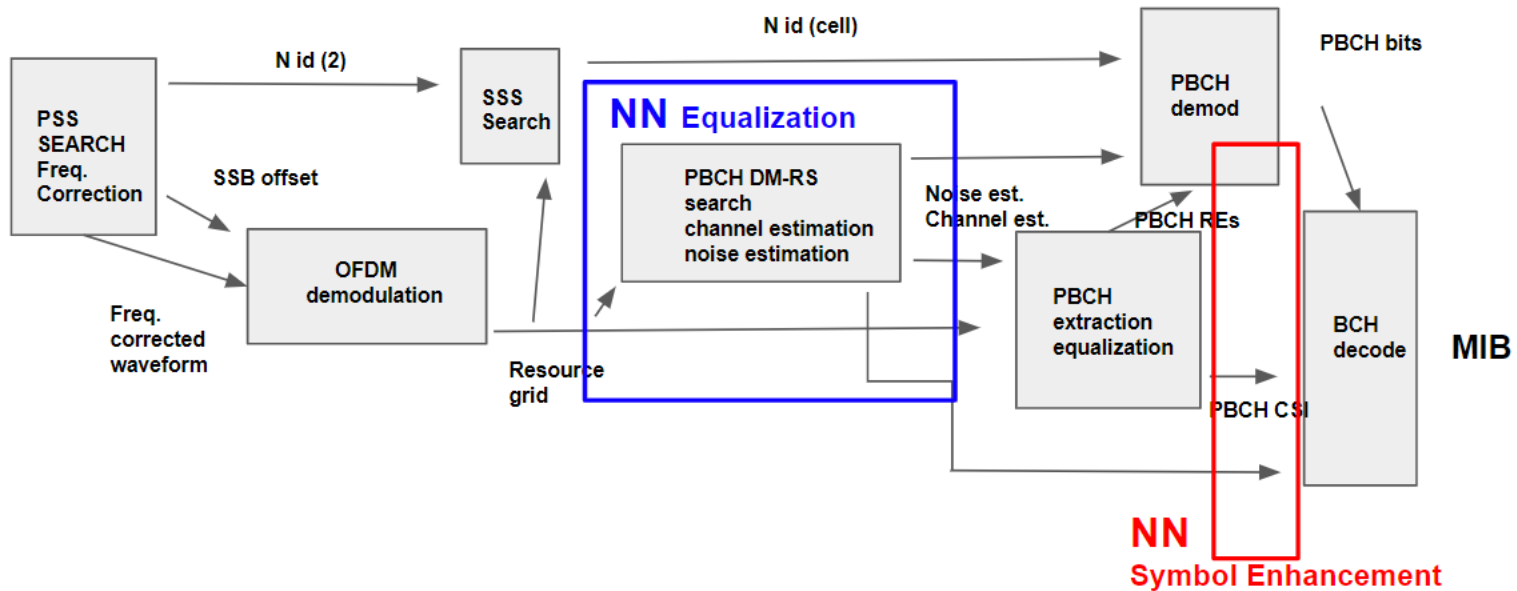 N id (cell)
PBCH bits
N id (2)
PSS
SEARCH
Freq.
Correction
SSS
Search
PBCH
demod
NN Equalization
SSB offset
PBCH DM-RS
search
channel estimation
noise estimation
Noise est.
Channel est.
PBCH REs
OFDM
demodulation
PBCH
extraction
equalization
BCH
decode
MIB
Freq.
corrected
waveform
Resource
grid
PBCH CSI
NN
Symbol Enhancement